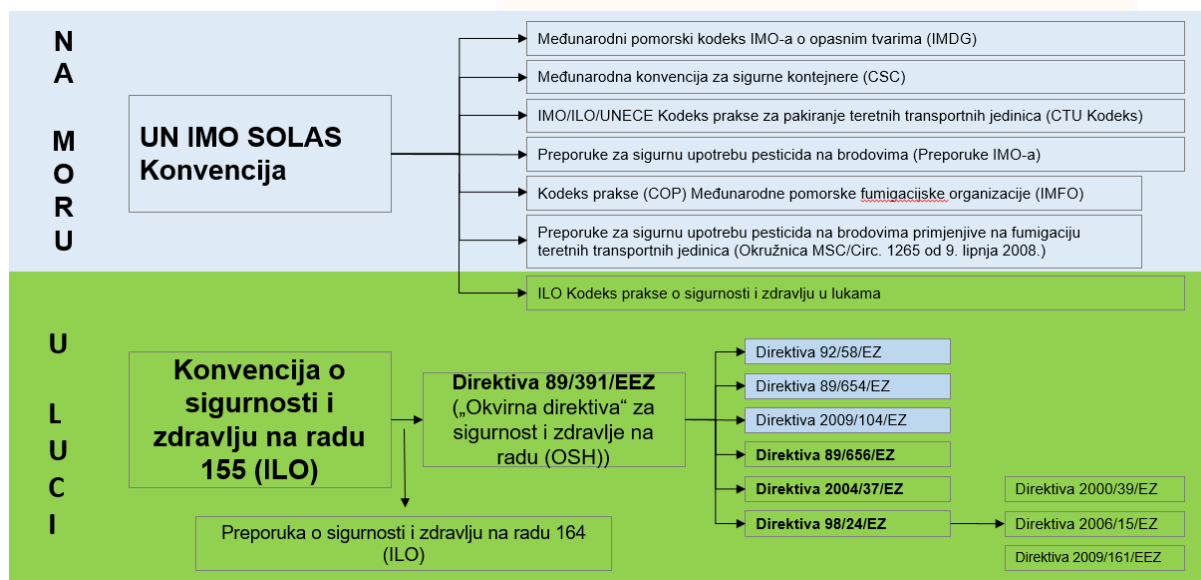 NA MORU
UN IMO SOLAS
Konvencija
Međunarodni pomorski kodeks IMO-a o opasnim tvarima (IMDG)
Međunarodna konvencija za sigurne kontejnere (CSC)
IMO/ILO/UNECE Kodeks prakse za pakiranje teretnih transportnih jedinica (CTU Kodeks)
Preporuke za sigurnu upotrebu pesticida na brodovima (Preporuke IMO-a)
Kodeks prakse (COP) Međunarodne pomorske fumigacijske organizacije (IMFO)
Preporuke za sigurnu upotrebu pesticida na brodovima primjenjive na fumigaciju
teretnih transportnih jedinica (Okružnica MSC/Circ. 1265 od 9. lipnja 2008.)
ILO Kodeks prakse o sigurnosti i zdravlju u lukama
U LUCI
Konvencija o
sigurnosti i
zdravlju na radu
155 (ILO)
Preporuka o sigurnosti i zdravlju na radu 164
(ILO)
Direktiva 89/391/EEZ
(„Okvirna direktiva“ za
sigurnost i zdravlje na
radu (OSH))
Direktiva 92/58/EZ
Direktiva 89/654/EZ
Direktiva 2009/104/EZ
Direktiva 89/656/EZ
Direktiva 2004/37/EZ
Direktiva 98/24/EZ
Direktiva 2000/39/EZ
Direktiva 2006/15/EZ
Direktiva 2009/161/EEZ